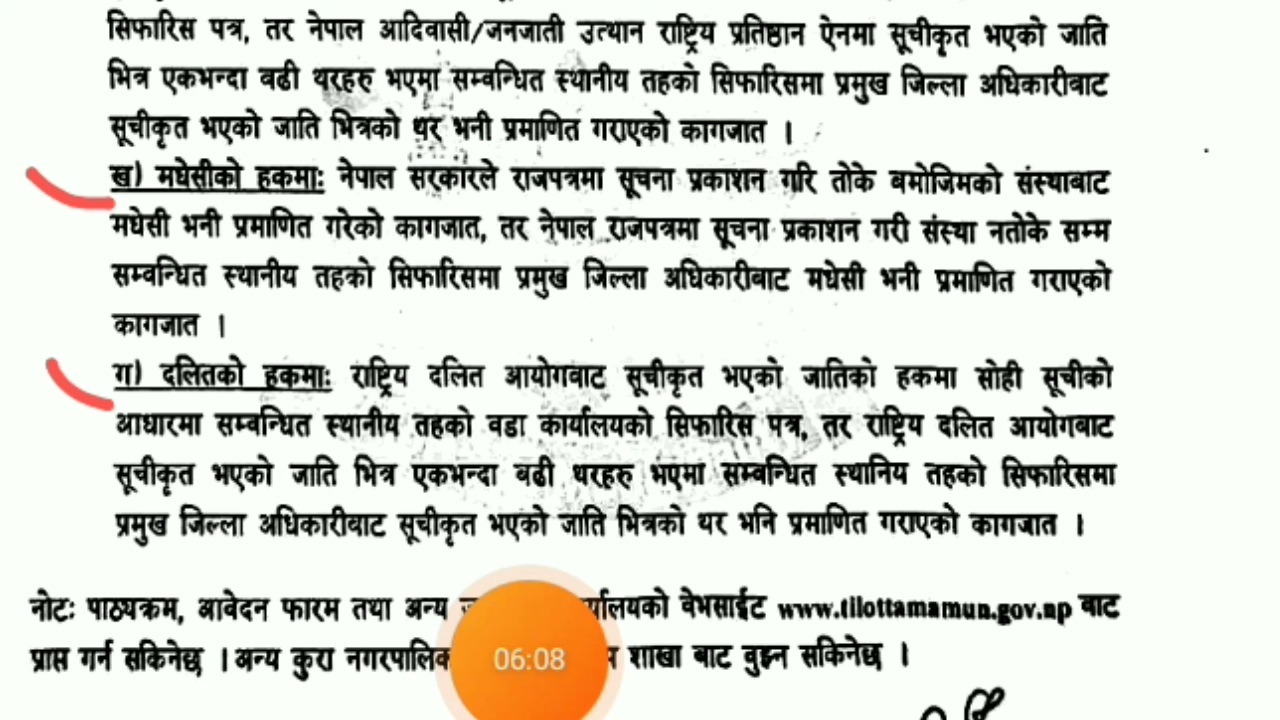 सिफारिस पत्र, तर नेपाल आदिवासी/जनजाती उत्थान राष्ट्रिय प्रतिष्ठान ऐनमा सूचीकृत भएको जाति
भित्र एकभन्दा बढी थरहरु भएमा सम्वन्धित स्थानीय तहको सिफारिसमा प्रमुख जिल्ला अधिकारीबाट
सूचीकृत भएको जाति भित्रको थर भनी प्रमाणित गराएको कागजात ।
ख) मधेसीको हकमा: नेपाल सरकारले राजपत्रमा सूचना प्रकाशन गरि तोके बमोजिमको संस्थाबाट
मधेसी भनी प्रमाणित गरेको कागजात, तर नेपाल राजपत्रमा सूचना प्रकाशन गरी संस्था नतोके सम्म
सम्वन्धित स्थानीय तहको सिफारिसमा प्रमुख जिल्ला अधिकारीबाट मधेसी भनी प्रमाणित गराएको
कागजात ।
ग) दलितको हकमा: राष्ट्रिय दलित आयोगबाट सूचीकृत भएको जातिको हकमा सोही सूचीको
आधारमा सम्वन्धित स्थानीय तहको वडा कार्यालयको सिफारिस पत्र, तर राष्ट्रिय दलित आयोगबाट
सूचीकृत भएको जाति भित्र एकभन्दा बढी थरहरु भएमा सम्वन्धित स्थानिय तहको सिफारिसमा
प्रमुख जिल्ला अधिकारीबाट सूचीकृत भएको जाति भित्रको थर भनि प्रमाणित गराएको कागजात ।
नोट: पाठ्यक्रम, आवेदन फारम तथा अन्य र्यालयको वेभसाईट www.tilottamamun.gov.np बाट
प्राप्त गर्न सकिनेछ । अन्य कुरा नगरपालिक शाखा बाट बुझ्न सकिनेछ ।
06:08